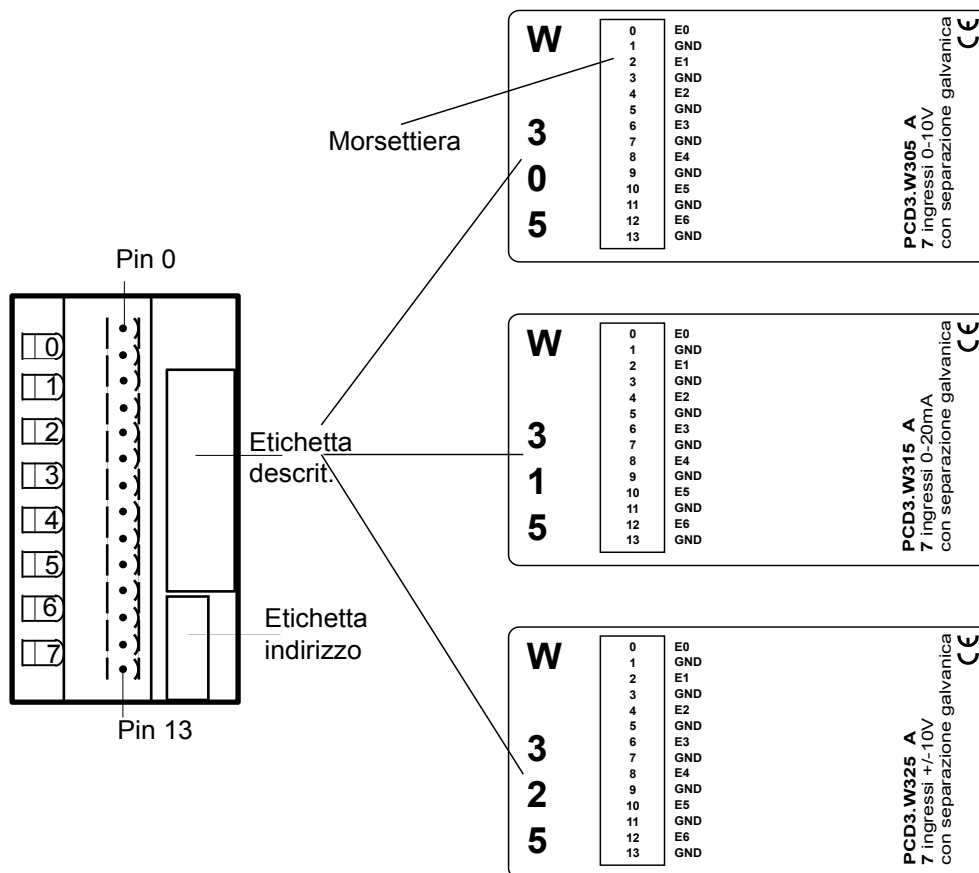 Pin 0
0
1
2
3
4
5
6
7
Pin 13
Etichetta
descrit.
Etichetta
indirizzo
Morsettiera
W
3
0
5
0 E0
1 GND
2 E1
3 GND
4 E2
5 GND
6 E3
7 GND
8 E4
9 GND
10 E5
11 GND
12 E6
13 GND
PCD3.W305 A
7 ingressi 0-10V
con separazione galvanica
CE
W
3
1
5
0 E0
1 GND
2 E1
3 GND
4 E2
5 GND
6 E3
7 GND
8 E4
9 GND
10 E5
11 GND
12 E6
13 GND
PCD3.W315 A
7 ingressi 0-20mA
con separazione galvanica
CE
W
3
2
5
0 E0
1 GND
2 E1
3 GND
4 E2
5 GND
6 E3
7 GND
8 E4
9 GND
10 E5
11 GND
12 E6
13 GND
PCD3.W325 A
7 ingressi +/-10V
con separazione galvanica
CE